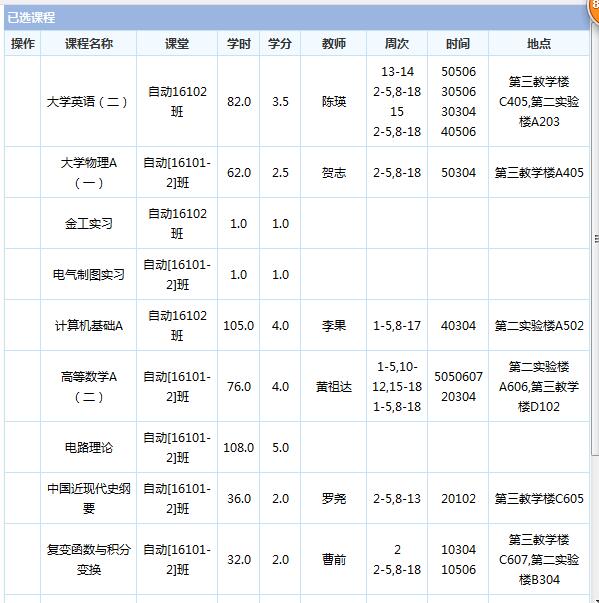 已选课程
操作 课程名称 课堂 学时 学分 教师 周次 时间 地点
大学英语（二） 自动16102班 82.0 3.5 陈瑛 13-14 2-5,8-18 15 2-5,8-18 50506 30506 30304 40506 第三教学楼C405,第二实验楼A203
大学物理A（一） 自动[16101-2]班 62.0 2.5 贺志 2-5,8-18 50304 第三教学楼A405
金工实习 自动16102班 1.0 1.0
电气制图实习 自动[16101-2]班 1.0 1.0
计算机基础A 自动16102班 105.0 4.0 李果 1-5,8-17 40304 第二实验楼A502
高等数学A（二） 自动[16101-2]班 76.0 4.0 黄祖达 1-5,10-12,15-18 1-5,8-18 5050607 20304 第二实验楼A606,第三教学楼D102
电路理论 自动[16101-2]班 108.0 5.0
中国近现代史纲要 自动[16101-2]班 36.0 2.0 罗尧 2-5,8-13 20102 第三教学楼C605
复变函数与积分变换 自动[16101-2]班 32.0 2.0 曹前 2 2-5,8-18 10304 10506 第三教学楼C607,第二实验楼B304